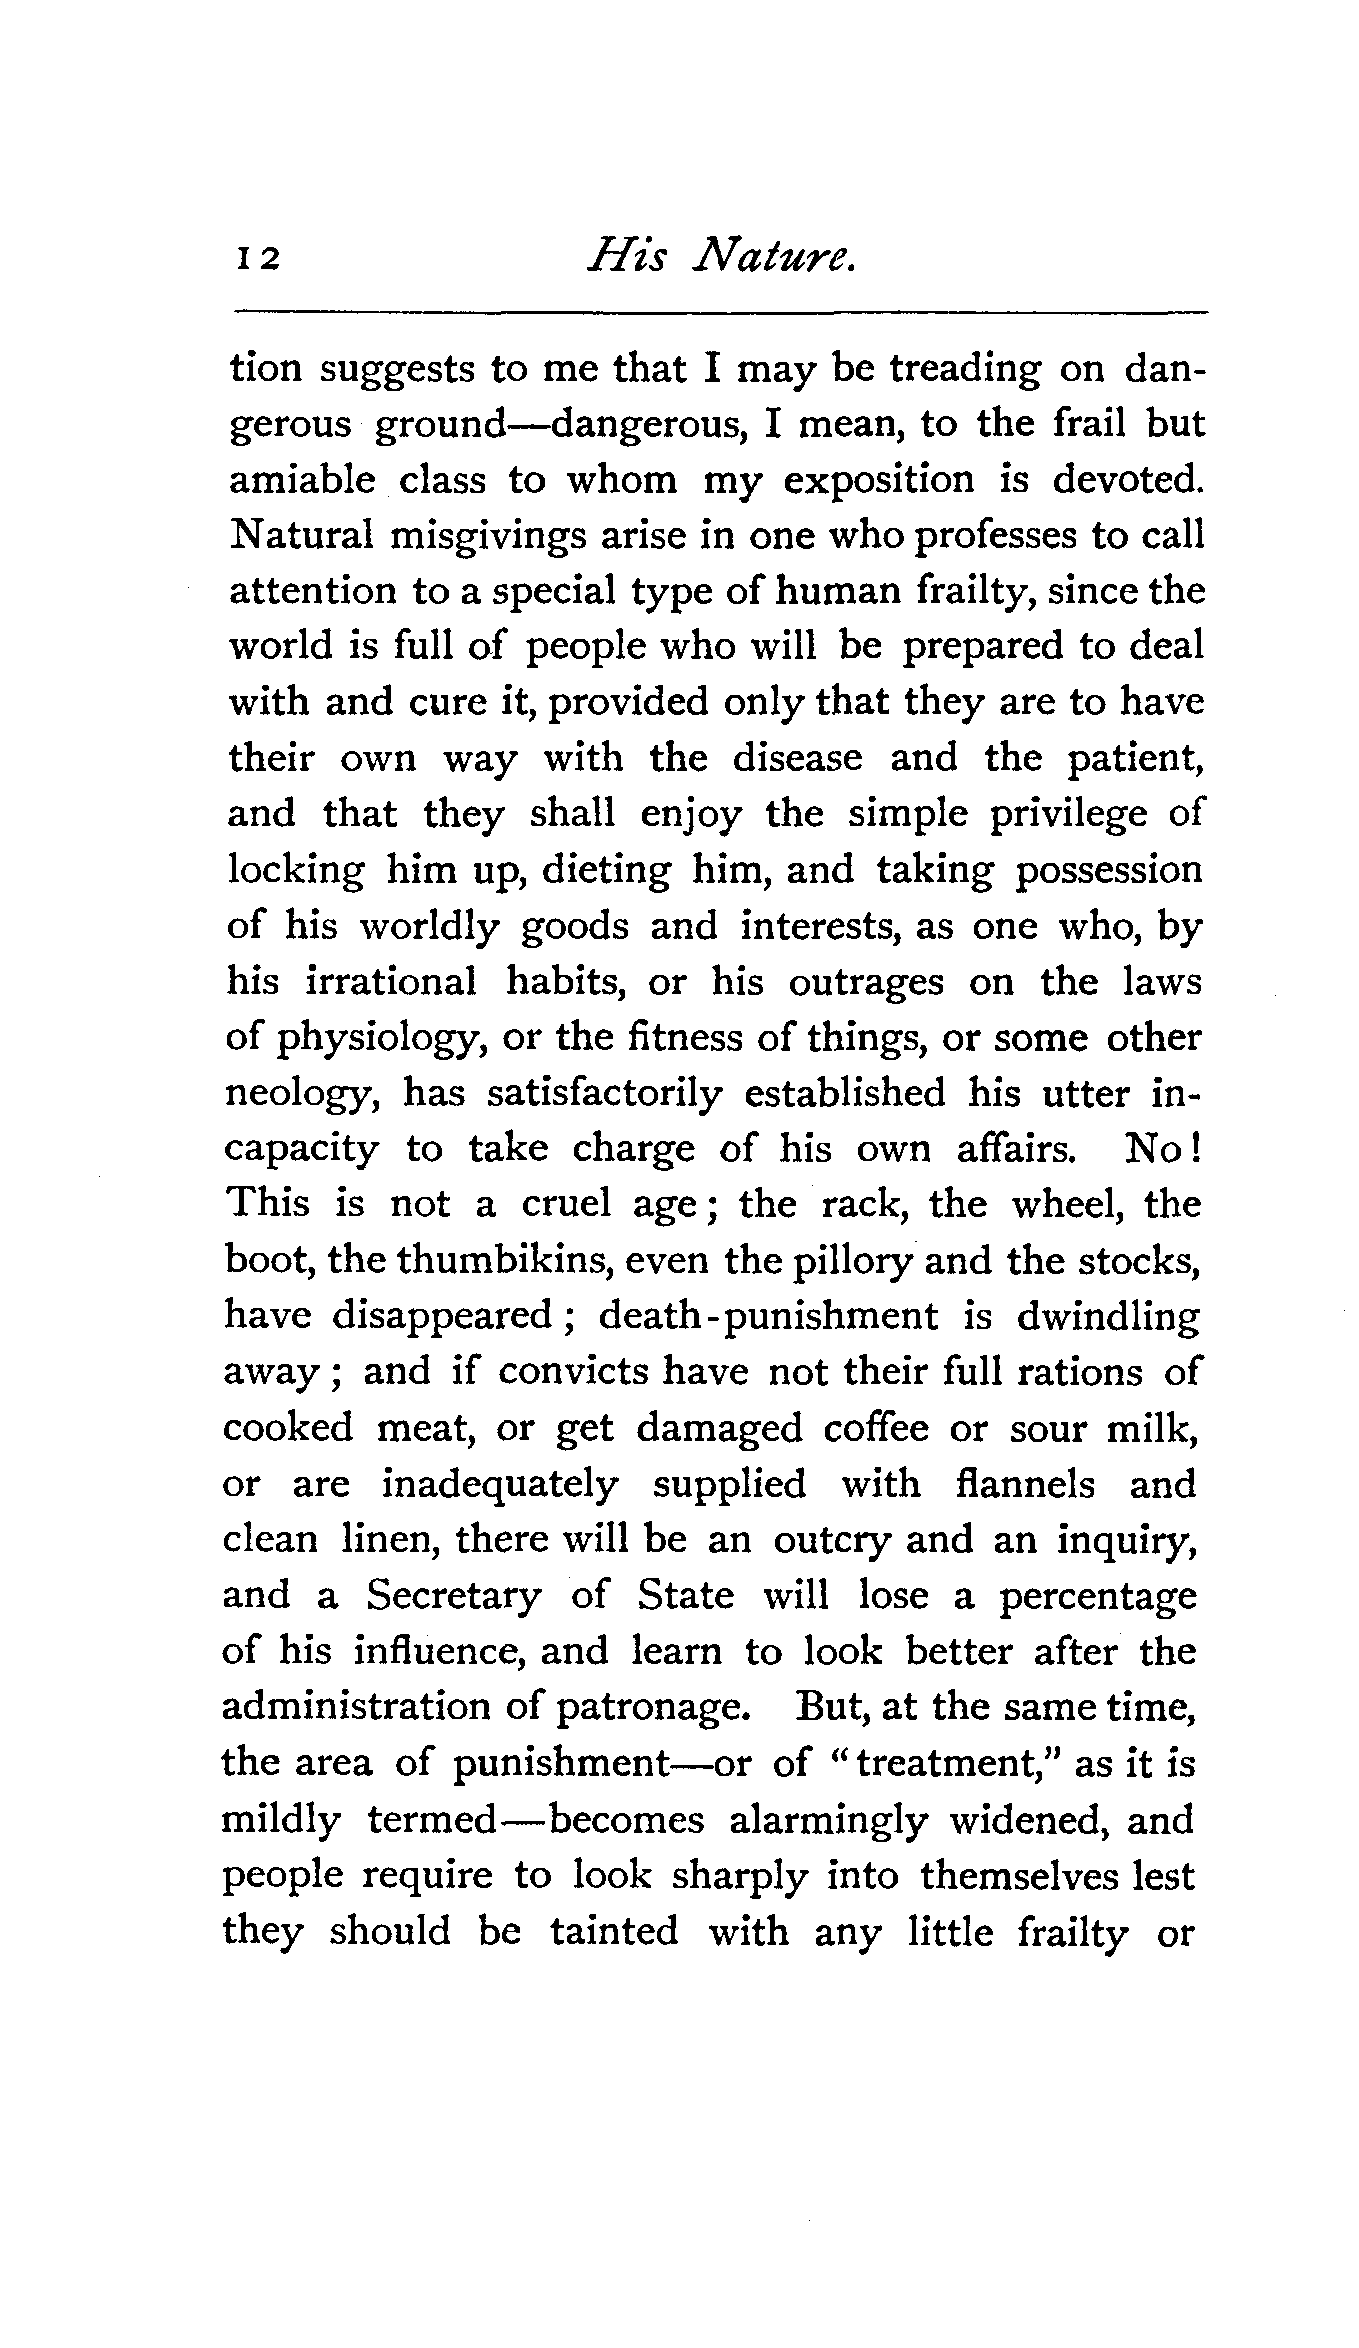 12 His Nature.
tion suggests to me that I may be treading on dan-
gerous ground—dangerous, I mean, to the frail but
amiable class to whom my exposition is devoted.
Natural misgivings arise in one who professes to call
attention to a special type of human frailty, since the
world is full of people who will be prepared to deal
with and cure it, provided only that they are to have
their own way with the disease and the patient,
and that they shall enjoy the simple privilege of
locking him up, dieting him, and taking possession
of his worldly goods and interests, as one who, by
his irrational habits, or his outrages on the laws
of physiology, or the fitness of things, or some other
neology, has satisfactorily established his utter in-
capacity to take charge of his own affairs. No!
This is not a cruel age; the rack, the wheel, the
boot, the thumbikins, even the pillory and the stocks,
have disappeared; death-punishment is dwindling
away; and if convicts have not their full rations of
cooked meat, or get damaged coffee or sour milk,
or are inadequately supplied with flannels and
clean linen, there will be an outcry and an inquiry,
and a Secretary of State will lose a percentage
of his influence, and learn to look better after the
administration of patronage. But, at the same time,
the area of punishment—or of "treatment," as it is
mildly termed—becomes alarmingly widened, and
people require to look sharply into themselves lest
they should be tainted with any little frailty or